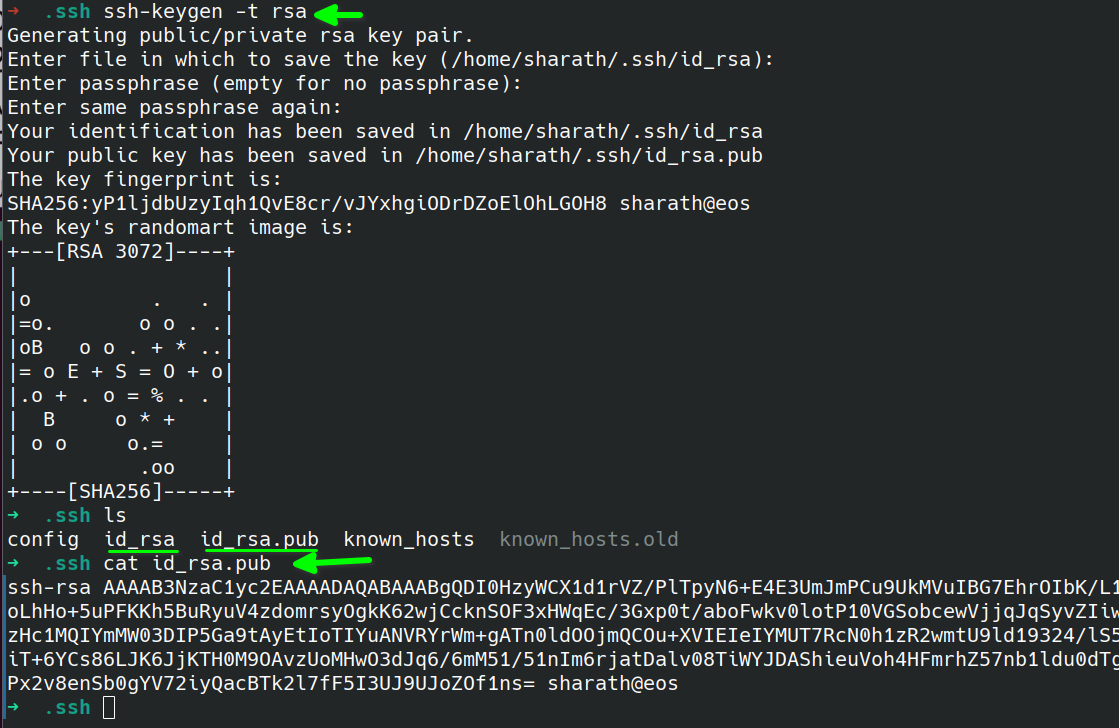 →  .ssh ssh-keygen -t rsa
Generating public/private rsa key pair.
Enter file in which to save the key (/home/sharath/.ssh/id_rsa):
Enter passphrase (empty for no passphrase):
Enter same passphrase again:
Your identification has been saved in /home/sharath/.ssh/id_rsa
Your public key has been saved in /home/sharath/.ssh/id_rsa.pub
The key fingerprint is:
SHA256:yP1ljdbUzyIqh1QvE8cr/vJYxhgiODrDZoElOhLGOH8 sharath@eos
The key's randomart image is:
+---[RSA 3072]----+
|                 |
|o          .   . |
|=o.       o o . .|
|oB   o o . + * ..|
|= o E + S = O + o|
|.o + . o = % . . |
|  B     o * +    |
| o o     o.=     |
|          .oo    |
+----[SHA256]-----+
→  .ssh ls
config  id_rsa  id_rsa.pub  known_hosts  known_hosts.old
→  .ssh cat id_rsa.pub
ssh-rsa AAAAB3NzaC1yc2EAAAADAQABAAABgQDI0HzyWCX1d1rVZ/PlTpyN6+E4E3UmJmPCu9UkMVuIBG7EhrOIbK/L1
oLhHo+5uPFKKh5BuRyuV4zdomrsyOgkK62wjCcknSOF3xHWqEc/3Gxp0t/aboFwkv0lotP10VGSobcewVjjqJqSyvZIiw
zHc1MQIYmMW03DIP5Ga9tAyEtIoTIYuANVRYrWm+gATn0ldOOjmQCOu+XVIEIeIYMUT7RcN0h1zR2wmtU9ld19324/lS5
iT+6YCs86LJK6JjKTH0M9OAvzUoMHwO3dJq6/6mM51/51nIm6rjatDalv08TiWYJDAShieuVoh4HFmrhZ57nb1ldu0dTg
Px2v8enSb0gYV72iyQacBTk2l7fF5I3UJ9UJoZOf1ns= sharath@eos
→  .ssh